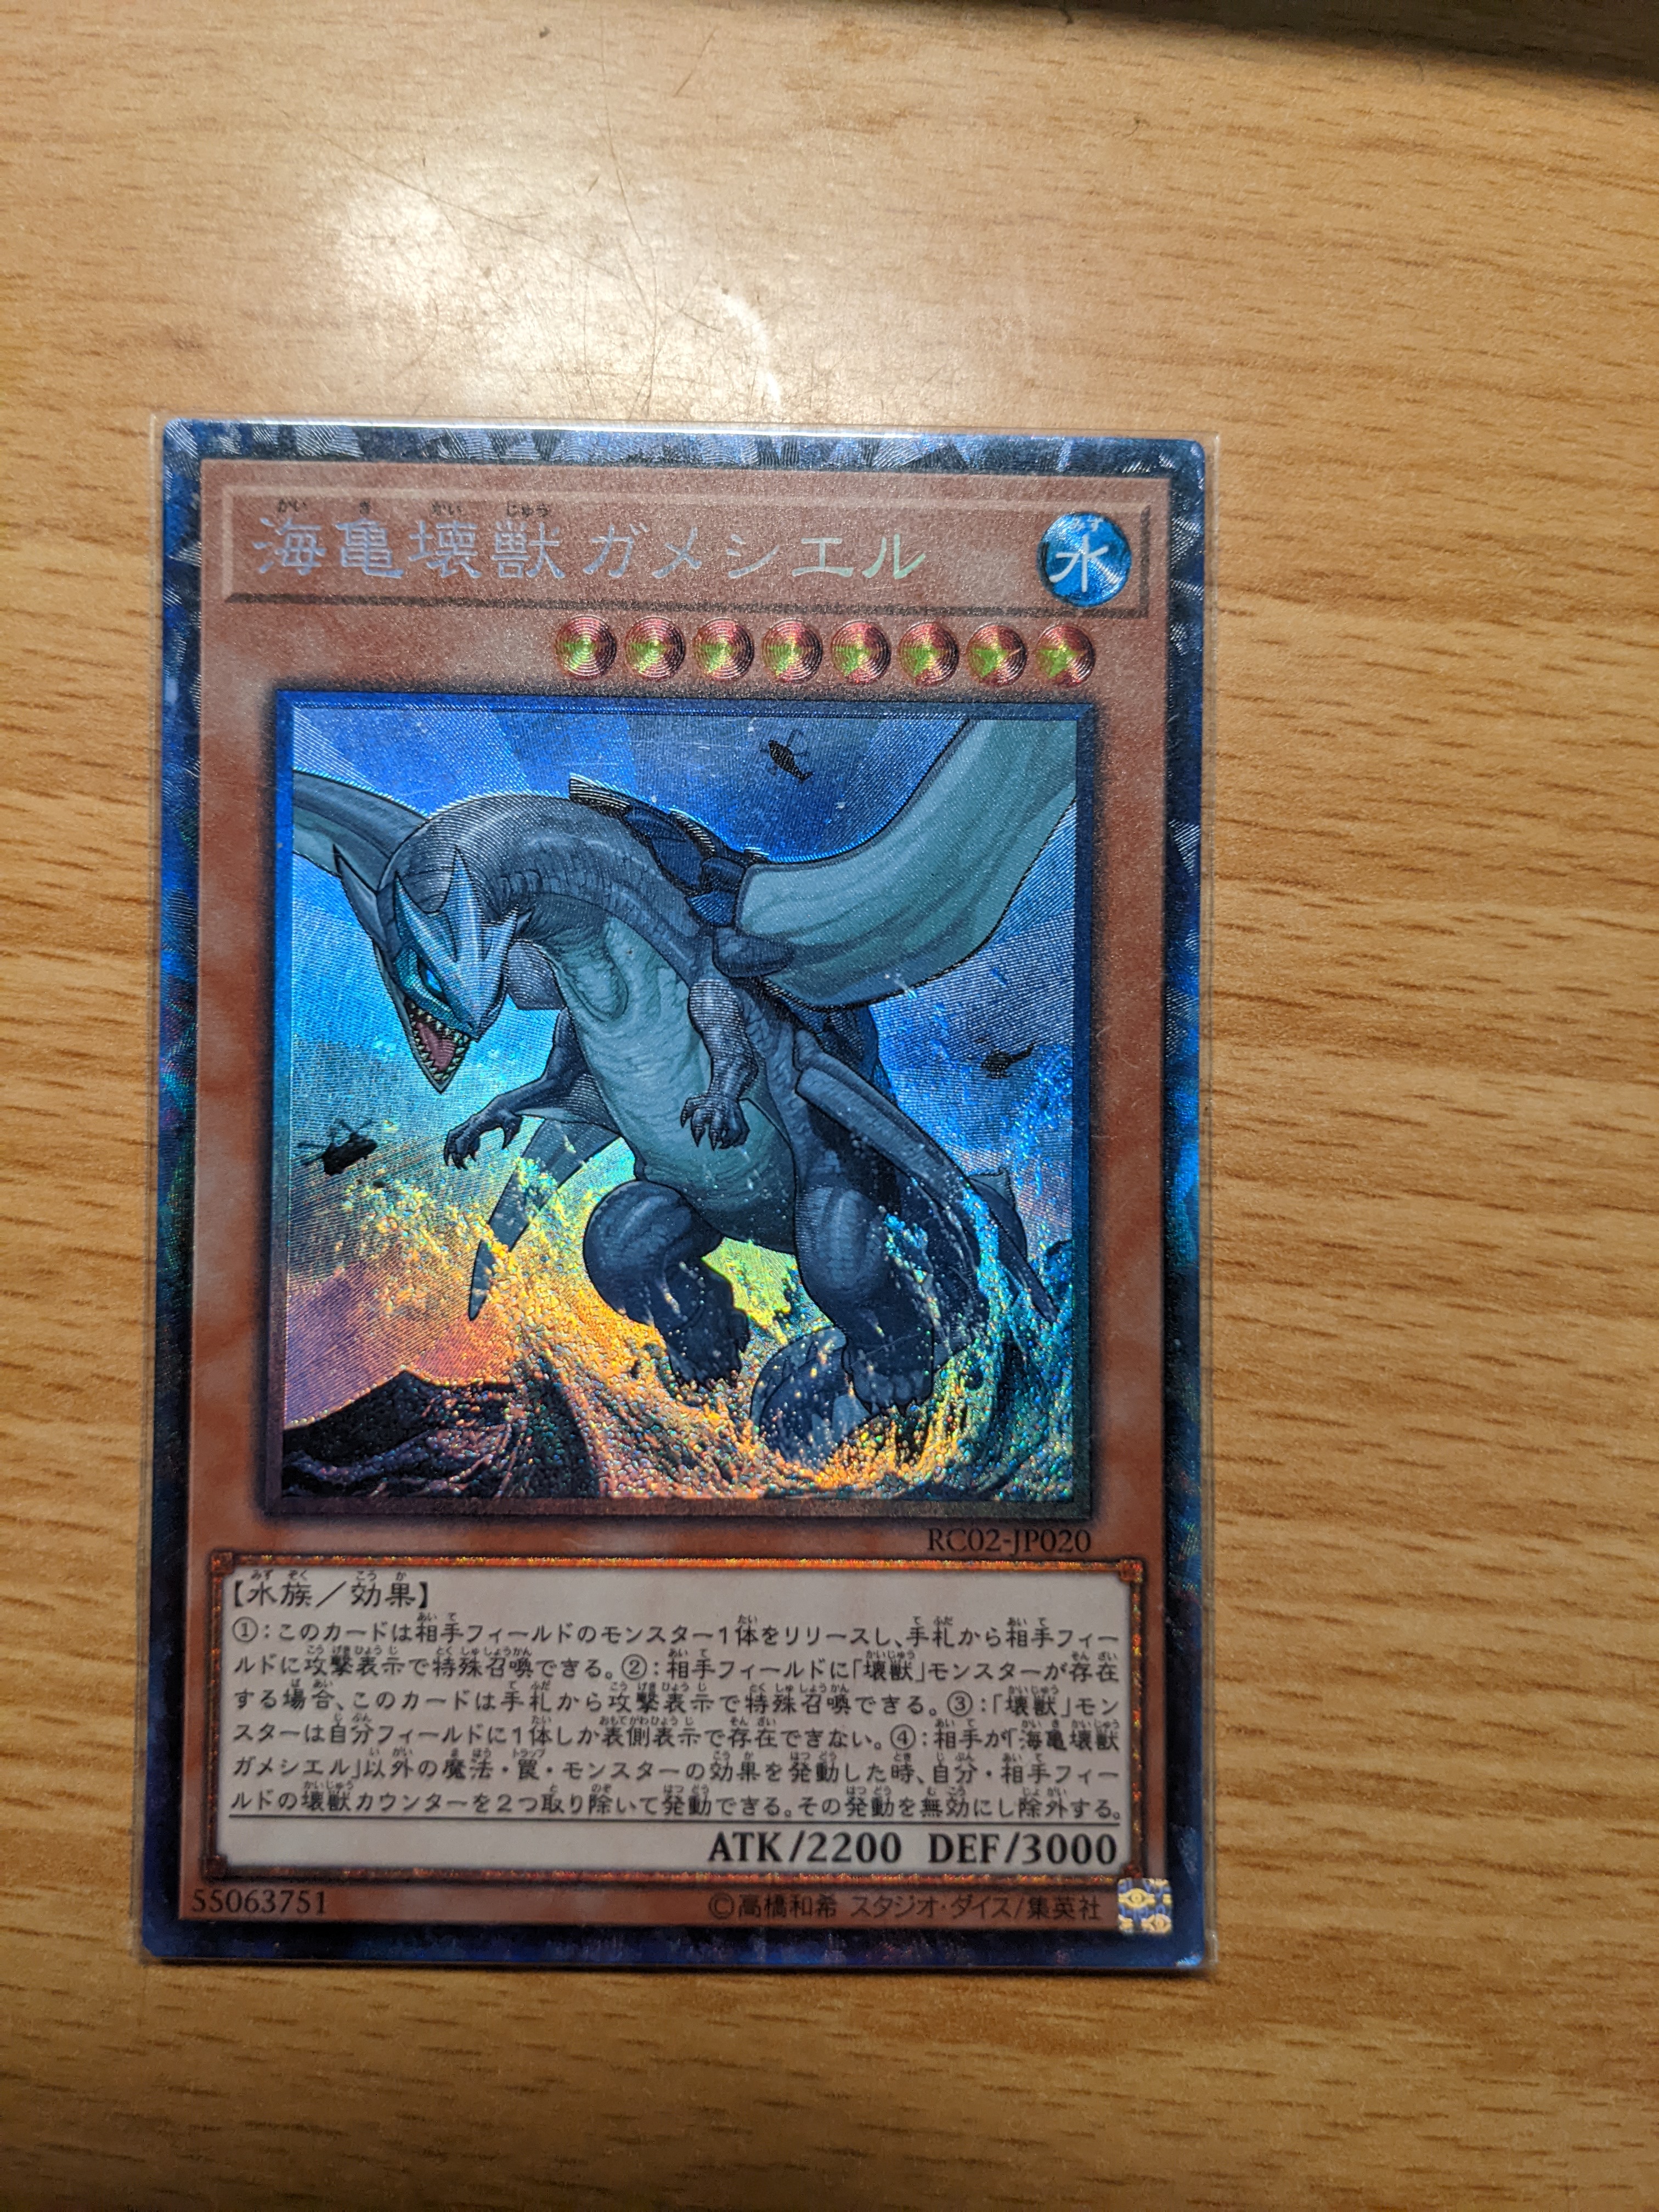 海亀壊獣ガメシエル
水
RC02-JP020
【水族／効果】
①：このカードは相手フィールドのモンスター1体をリリースし、手札から相手フィー
ルドに攻撃表示で特殊召喚できる。②：相手フィールドに「壊獣」モンスターが存在
する場合、このカードは手札から攻撃表示で特殊召喚できる。③：「壊獣」モン
スターは自分フィールドに1体しか表側表示で存在できない。④：相手が「海亀壊獣
ガメシエル」以外の魔法・罠・モンスターの効果を発動した時、自分・相手フィー
ルドの壊獣カウンターを2つ取り除いて発動できる。その発動を無効にし除外する。
ATK/2200 DEF/3000
55063751
©高橋和希 スタジオ・ダイス/集英社